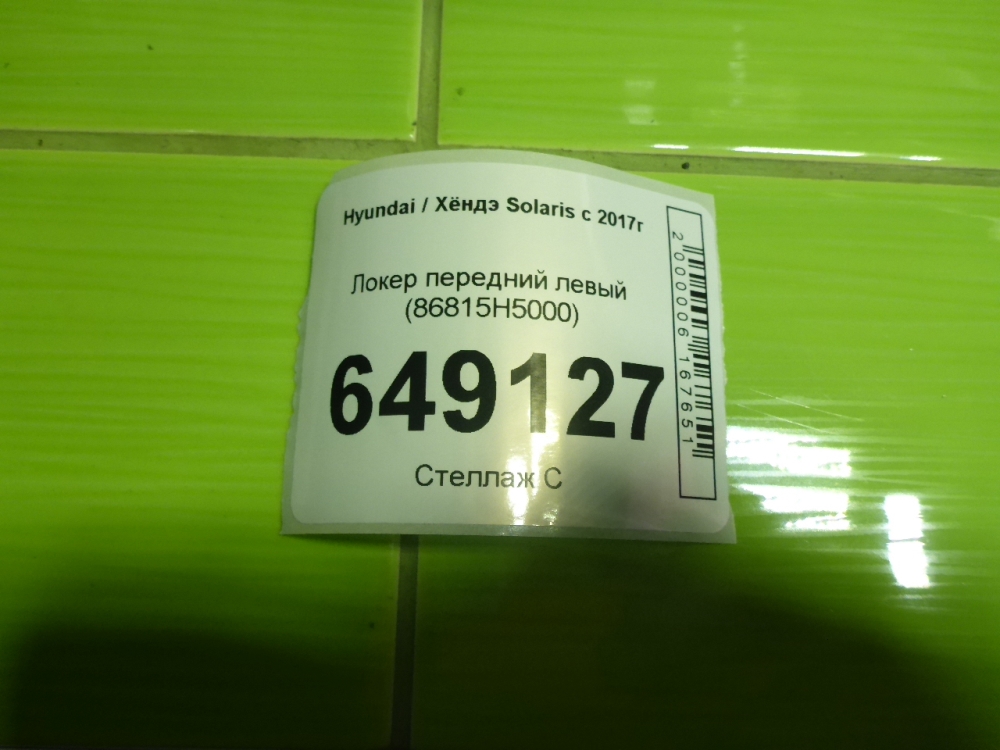 Hyundai / Хёндэ Solaris с 2017г
Локер передний левый
(86815H5000)
649127
Стеллаж С
2000006167651